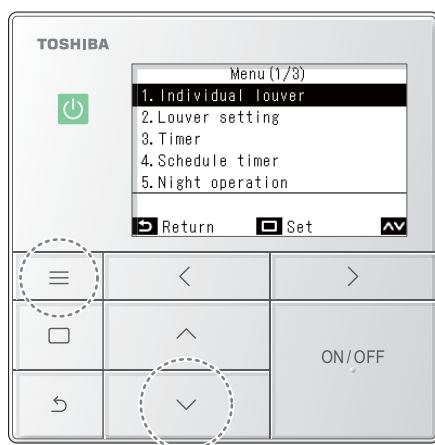 TOSHIBA
Menu(1/3)
1.Individual louver
2.Louver setting
3.Timer
4.Schedule timer
5.Night operation
Return Set
ON/OFF